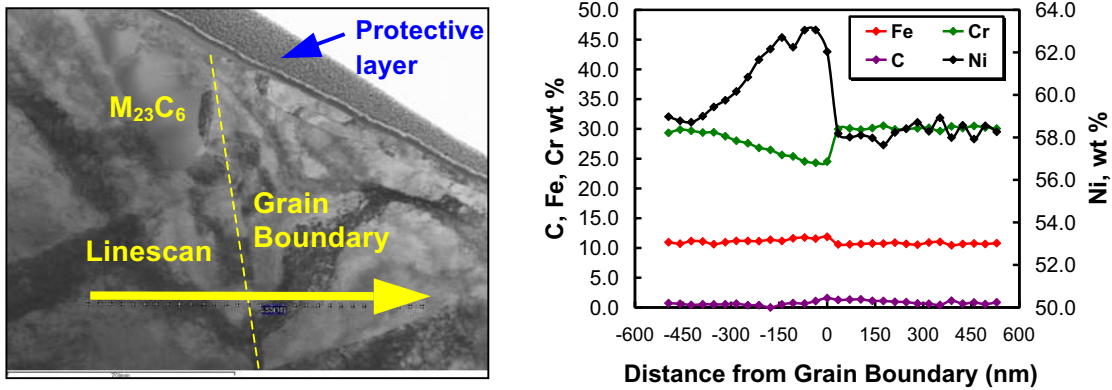 Protective
layer
M23C6
Grain
Boundary
Linescan
50.0
45.0
40.0
35.0
30.0
25.0
20.0
15.0
10.0
5.0
0.0
C, Fe, Cr wt %
Fe
Cr
C
Ni
64.0
62.0
60.0
58.0
56.0
54.0
52.0
50.0
Ni, wt %
-600 -450 -300 -150 0 150 300 450 600
Distance from Grain Boundary (nm)